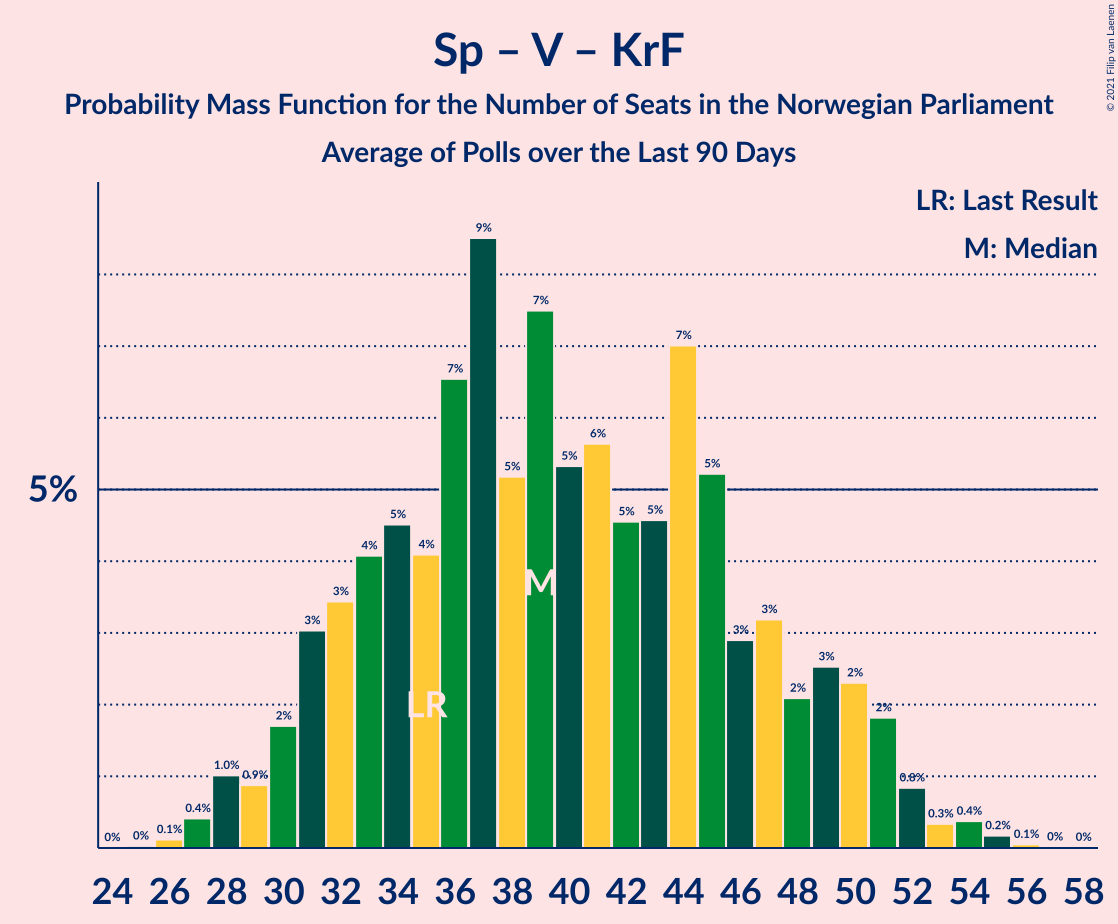 Sp – V – KrF
Probability Mass Function for the Number of Seats in the Norwegian Parliament
Average of Polls over the Last 90 Days
© 2021 Filip van Laenen
LR: Last Result
M: Median
5%
0% 0% 0.1% 0.4% 1.0% 0.9% 2% 3% 3% 4% 5% 4% 7% 9% 5% 7% 5% 6% 5% 5% 7% 5% 3% 3% 2% 3% 2% 2% 0.8% 0.3% 0.4% 0.2% 0.1% 0% 0%
M
LR
24 26 28 30 32 34 36 38 40 42 44 46 48 50 52 54 56 58